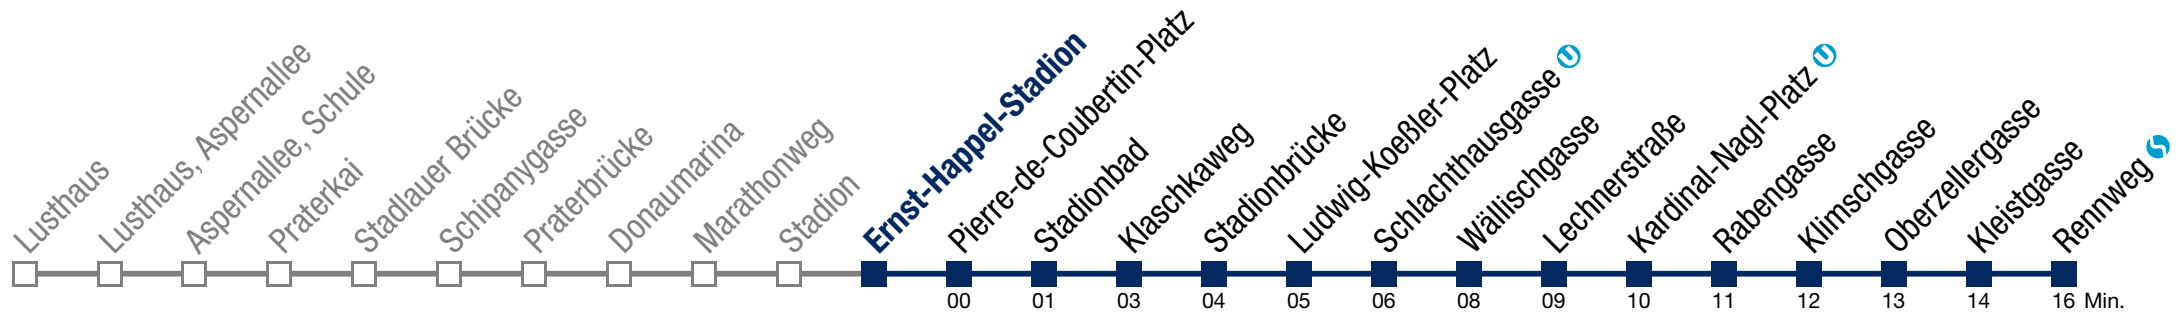 Lusthaus
Lusthaus, Aspernallee
Aspernallee, Schule
Praterkai
Stadlauer Brücke
Schipanygasse
Praterbrücke
Donaumarina
Marathonweg
Stadion
Ernst-Happel-Stadion
Pierre-de-Coubertin-Platz
Stadionbad
Klaschkaweg
Stadionbrücke
Ludwig-Koeßler-Platz
Schlachthausgasse U
Wällischgasse
Lechnerstraße
Kardinal-Nagl-Platz U
Rabengasse
Klimschgasse
Oberzellergasse
Kleistgasse
Rennweg S
00 01 03 04 05 06 08 09 10 11 12 13 14 16 Min.